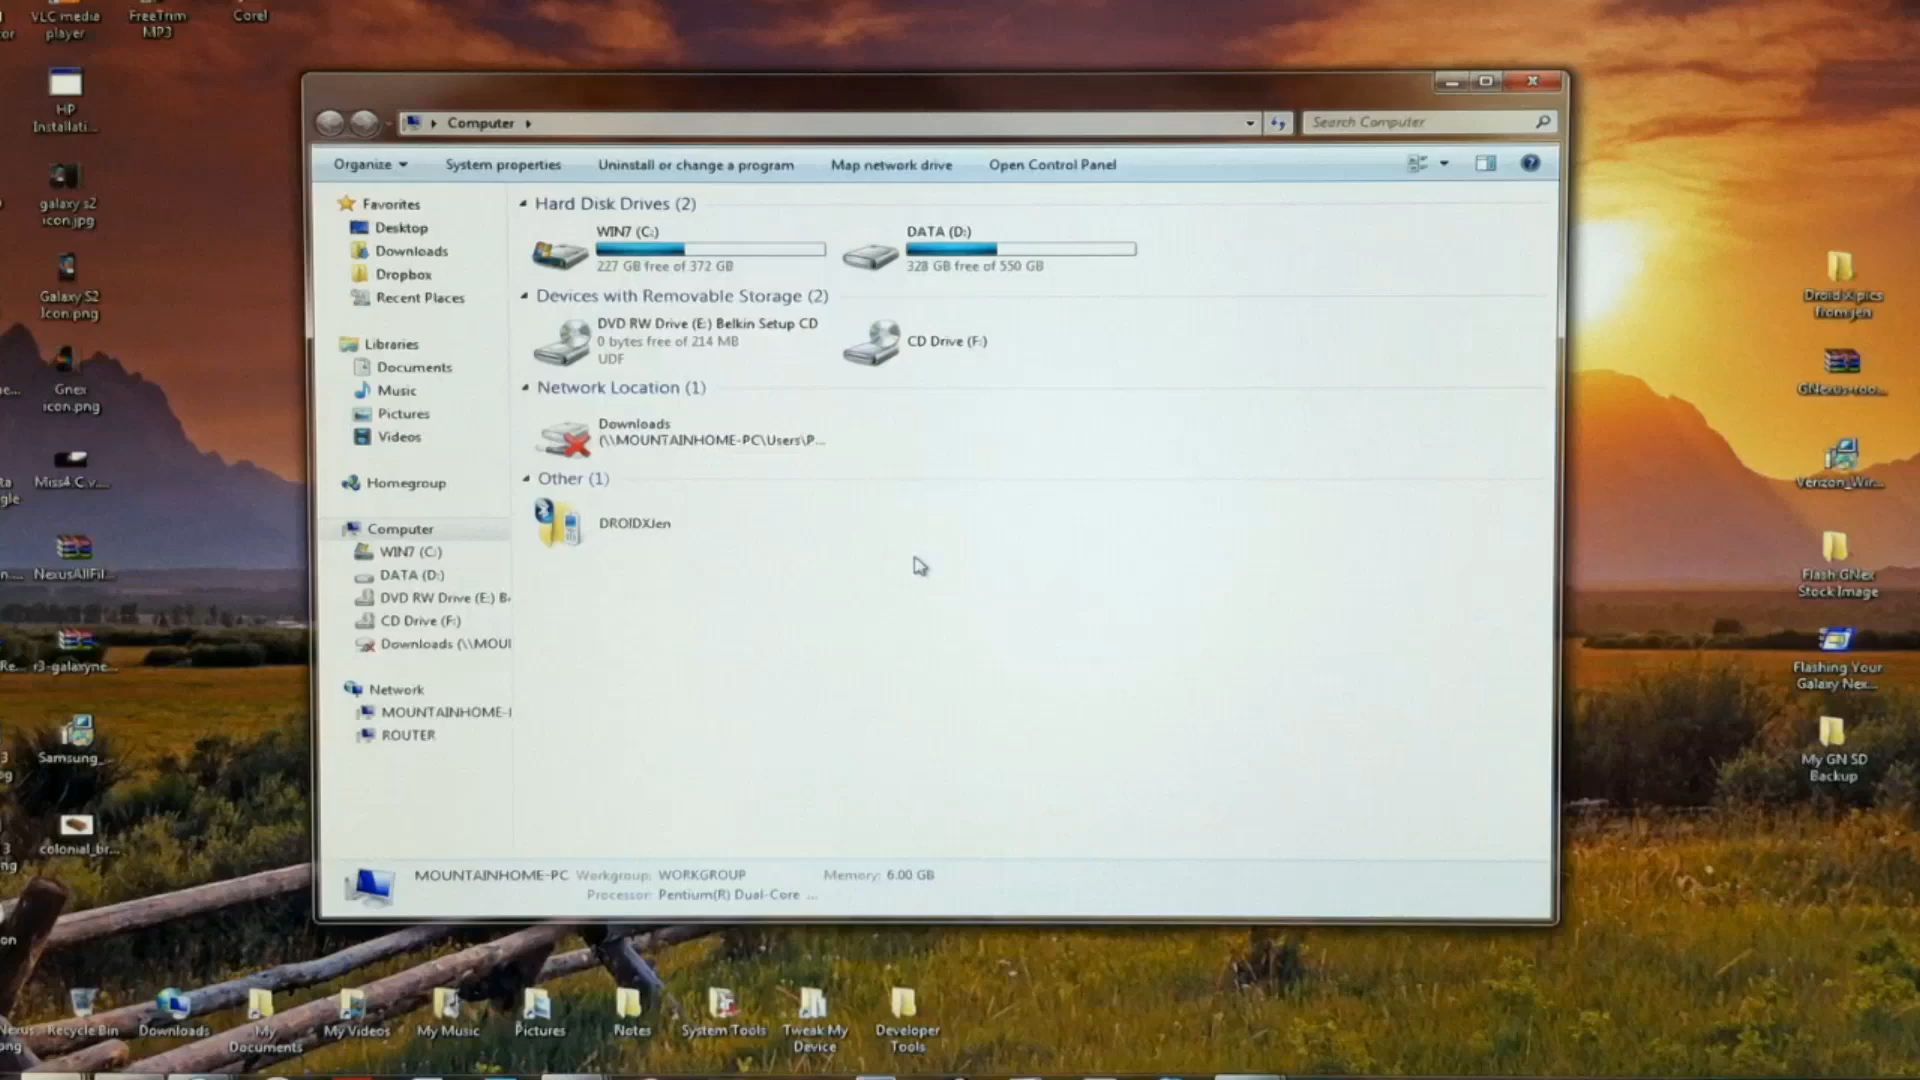 VLC media
player
FreeTrim
MP3
Corel
HP
Installati...
galaxy s2
icon.jpg
Galaxy S2
Icon.png
Gnex
icon.png
Miss4.C.v....
NexusAllFil...
r3-galaxyne...
Samsung_...
colonial_br...
Computer
Search Computer
Organize
System properties
Uninstall or change a program
Map network drive
Open Control Panel
Favorites
Desktop
Downloads
Dropbox
Recent Places
Libraries
Documents
Music
Pictures
Videos
Homegroup
Computer
WIN7 (C:)
DATA (D:)
DVD RW Drive (E:) B
CD Drive (F:)
Downloads (\\MOUI
Network
MOUNTAINHOME-
ROUTER
Hard Disk Drives (2)
WIN7 (C:)
227 GB free of 372 GB
DATA (D:)
328 GB free of 550 GB
Devices with Removable Storage (2)
DVD RW Drive (E:) Belkin Setup CD
0 bytes free of 214 MB
UDF
CD Drive (F:)
Network Location (1)
Downloads
(\\MOUNTAINHOME-PC\Users\P...
Other (1)
DROIDXJen
MOUNTAINHOME-PC Workgroup: WORKGROUP Memory: 6.00 GB
Processor: Pentium(R) Dual-Core ...
Droid X pics
from jen
GNexus-roo...
Verizon_Wir...
Flash GNex
Stock Image
Flashing Your
Galaxy Nex...
My GN SD
Backup
Recycle Bin
Downloads
My
Documents
My Videos
My Music
Pictures
Notes
System Tools
Tweak My
Device
Developer
Tools